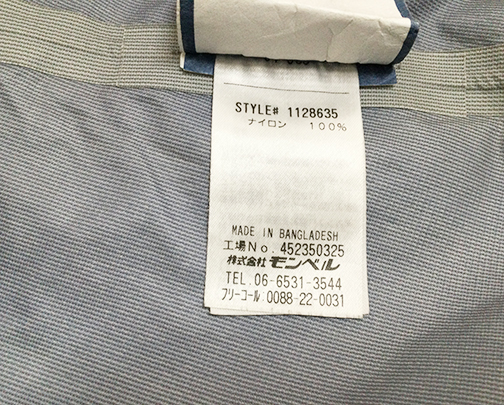 STYLE# 1128635
ナイロン 100%
MADE IN BANGLADESH
工場No. 452350325
株式会社 モンベル
TEL.06-6531-3544
フリーコール:0088-22-0031